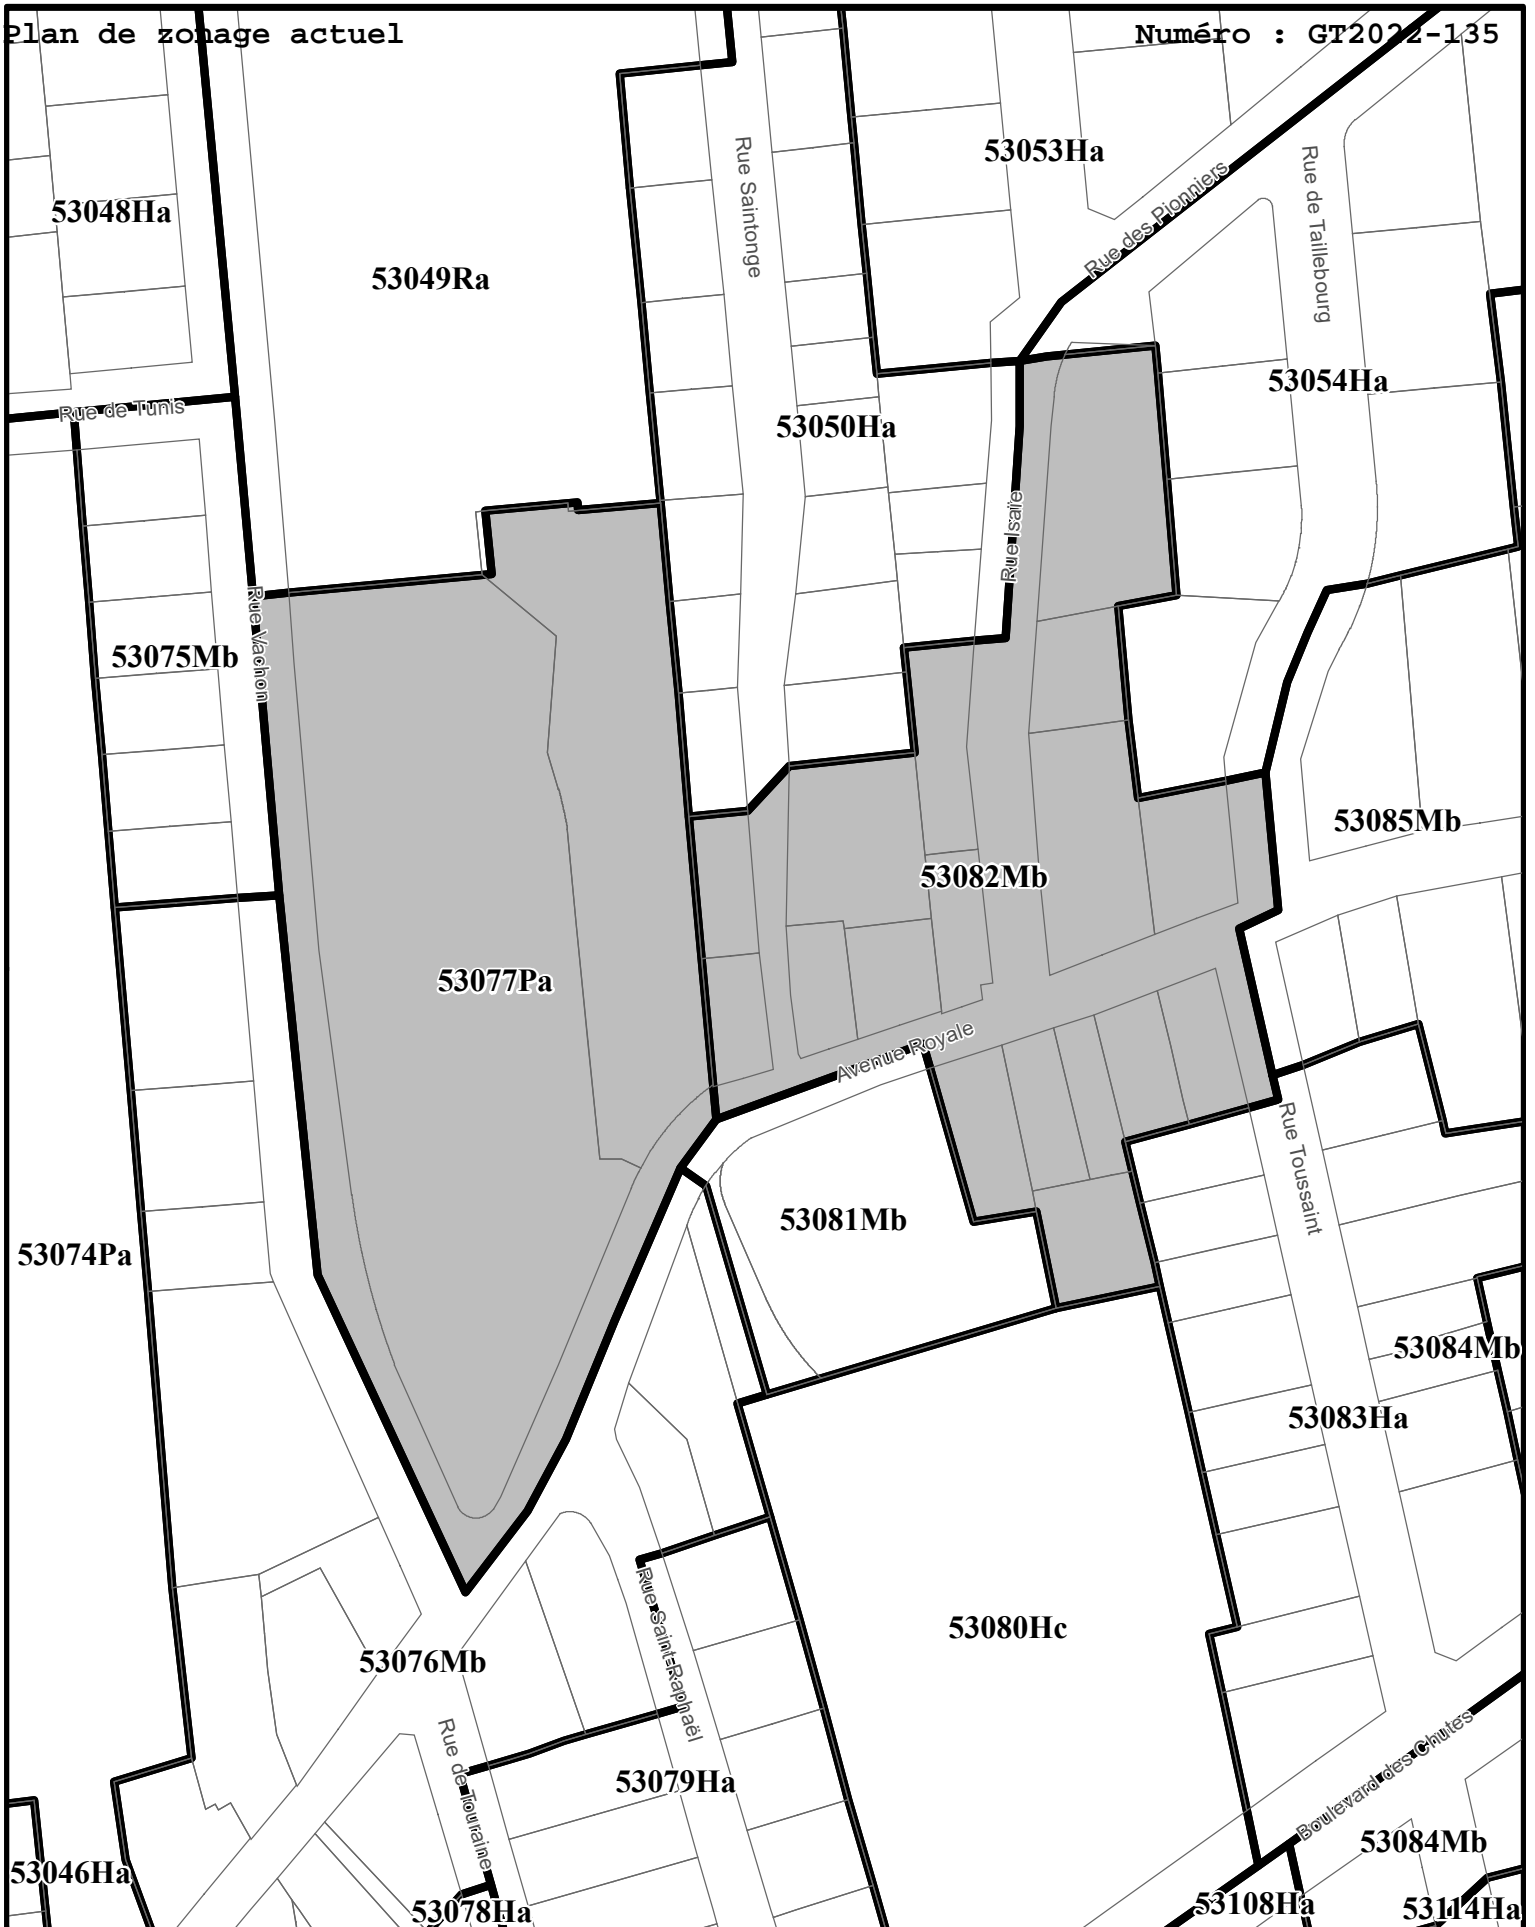 Plan de zonage actuel
Numéro : GT2022-135
53053Ha
Rue Saintonge
Rue des Pionniers
Rue de Taillebourg
53048Ha
53049Ra
53054Ha
Rue de Tunis
53050Ha
Rue Isaïe
53075Mb
Rue Vachon
53085Mb
53082Mb
53077Pa
Avenue Royale
Rue Toussaint
53081Mb
53074Pa
53084Mb
53083Ha
Rue Saint-Raphaël
53080Hc
53076Mb
Rue de Touraine
53079Ha
Boulevard des Chutes
53084Mb
53046Ha
53078Ha
53108Ha
53114Ha